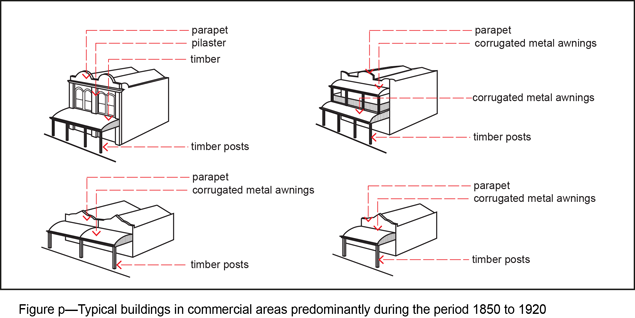 parapet
pilaster
timber
timber posts
parapet
corrugated metal awnings
corrugated metal awnings
timber posts
parapet
corrugated metal awnings
timber posts
parapet
corrugated metal awnings
timber posts
Figure p—Typical buildings in commercial areas predominantly during the period 1850 to 1920